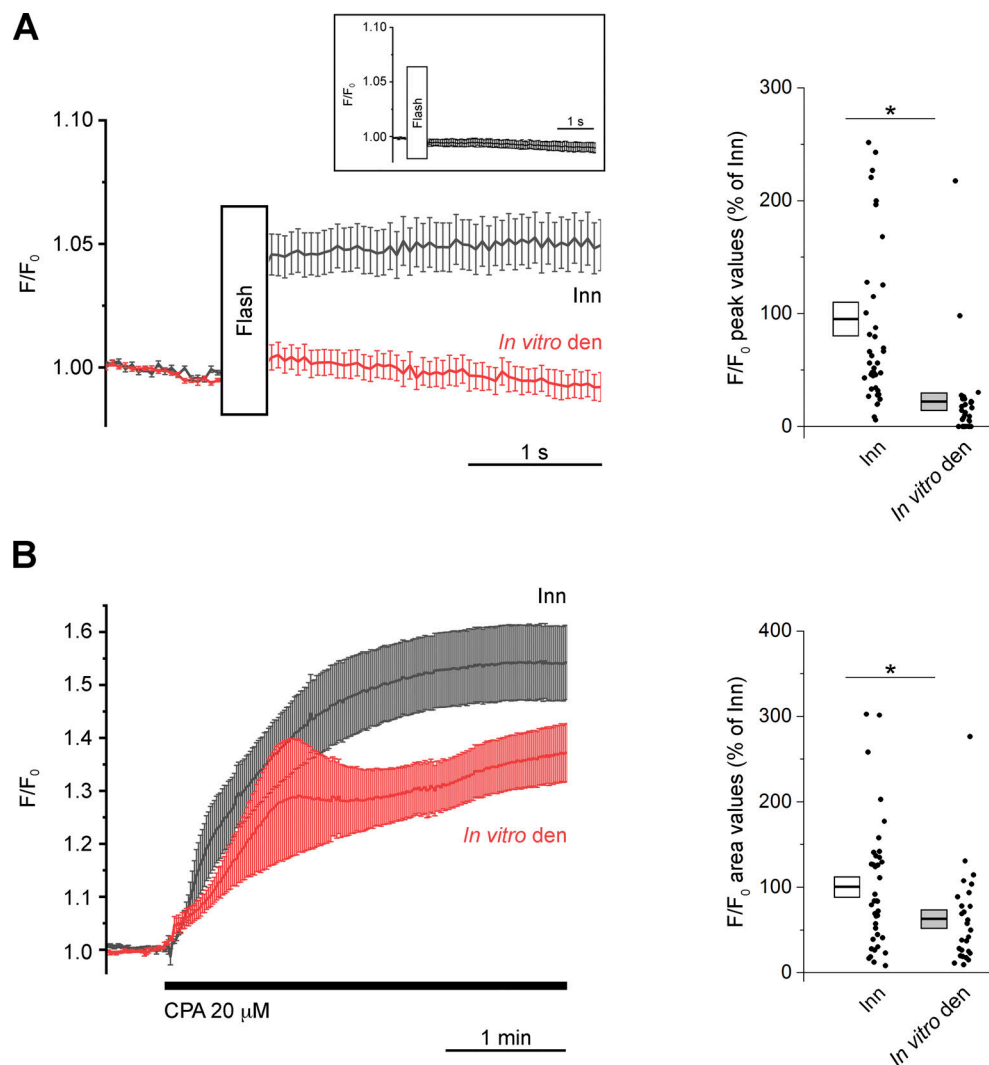 A
1.10
1.05
1.00
F/F0
Flash
1 s
1.10
1.05
1.00
F/F0
Flash
Inn
In vitro den
1 s
300
200
100
0
F/F0 peak values (% of Inn)
*
Inn
In vitro den
B
1.6
1.5
1.4
1.3
1.2
1.1
1.0
F/F0
Inn
In vitro den
CPA 20 μM
1 min
400
300
200
100
0
F/F0 area values (% of Inn)
*
Inn
In vitro den